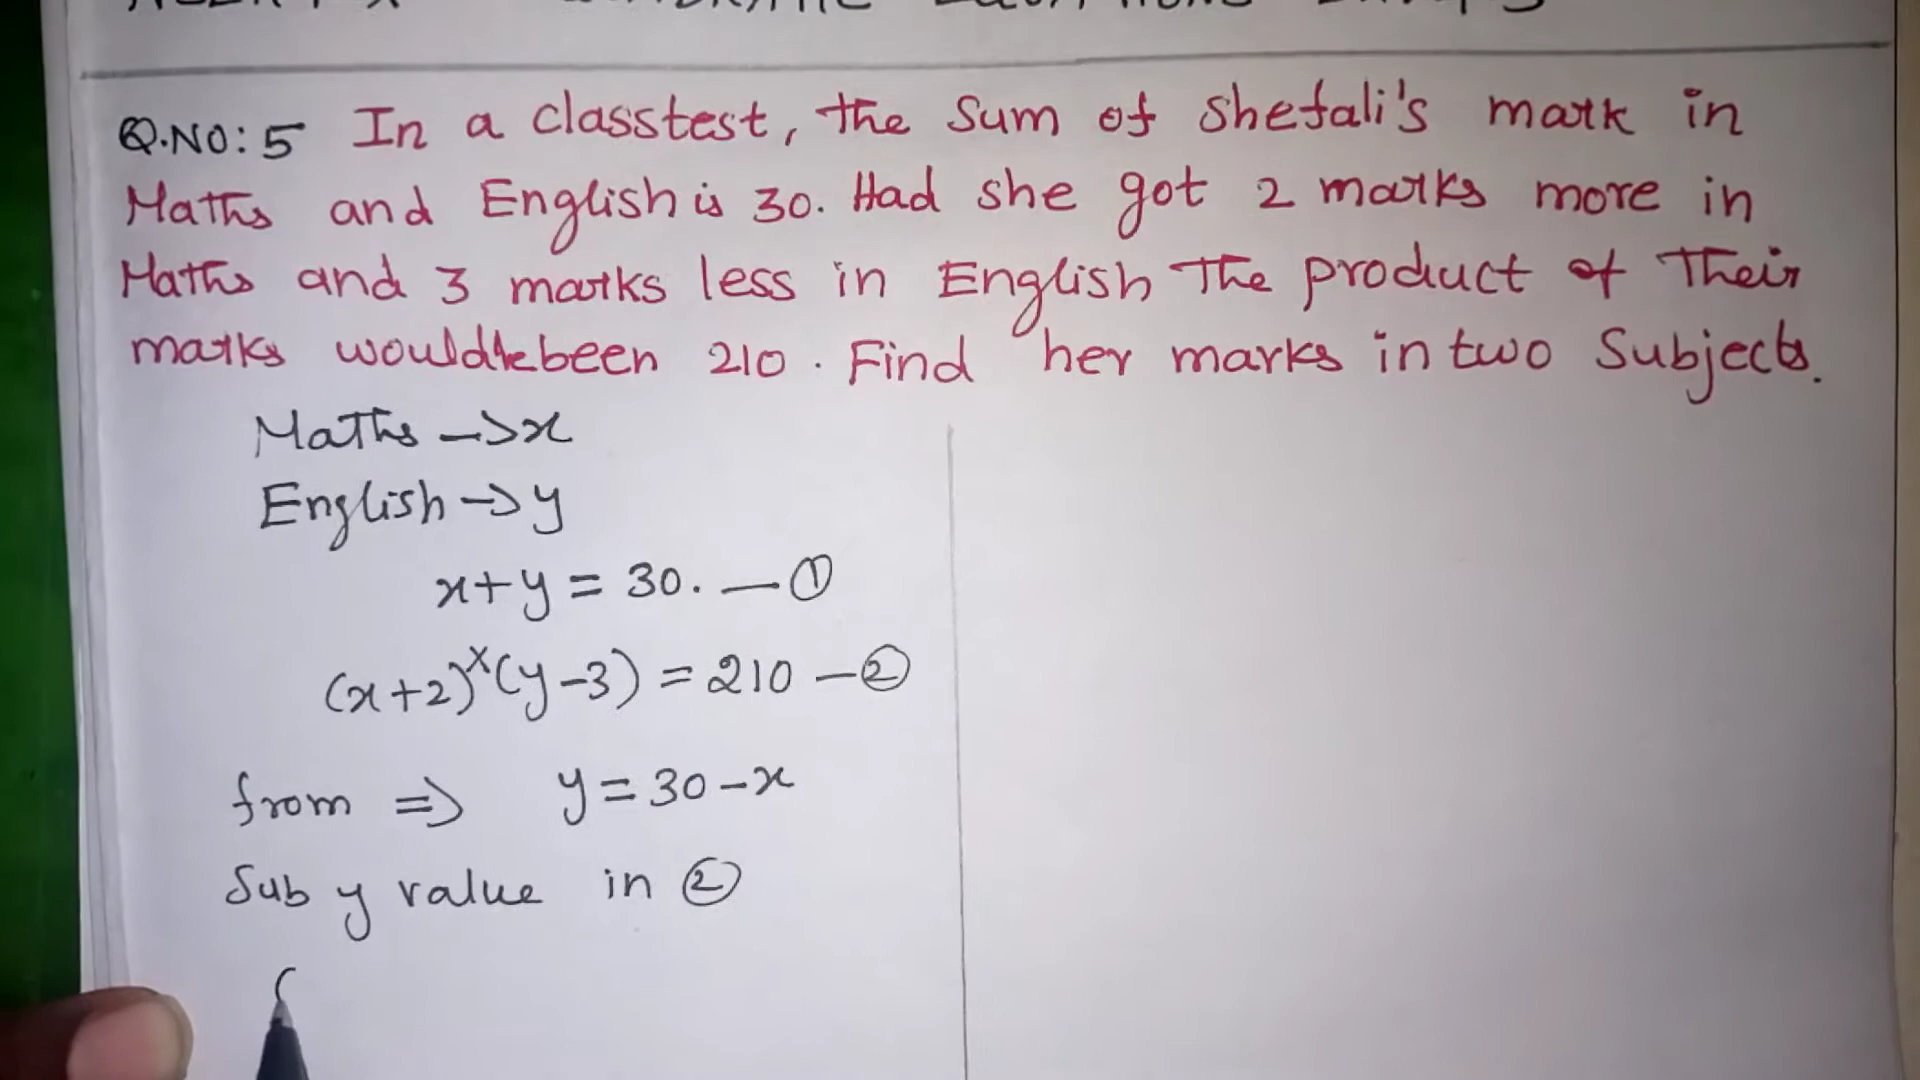 Q.NO: 5 In a classtest, the sum of Shefali's mark in
Maths and English is 30. Had she got 2 marks more in
Maths and 3 marks less in English The product of Their
marks would been 210. Find her marks in two Subjects.
Maths -> x
English -> y
x+y = 30. — ①
(x+2)×(y-3) = 210 — ②
from => y = 30 - x
Sub y value in ②
(